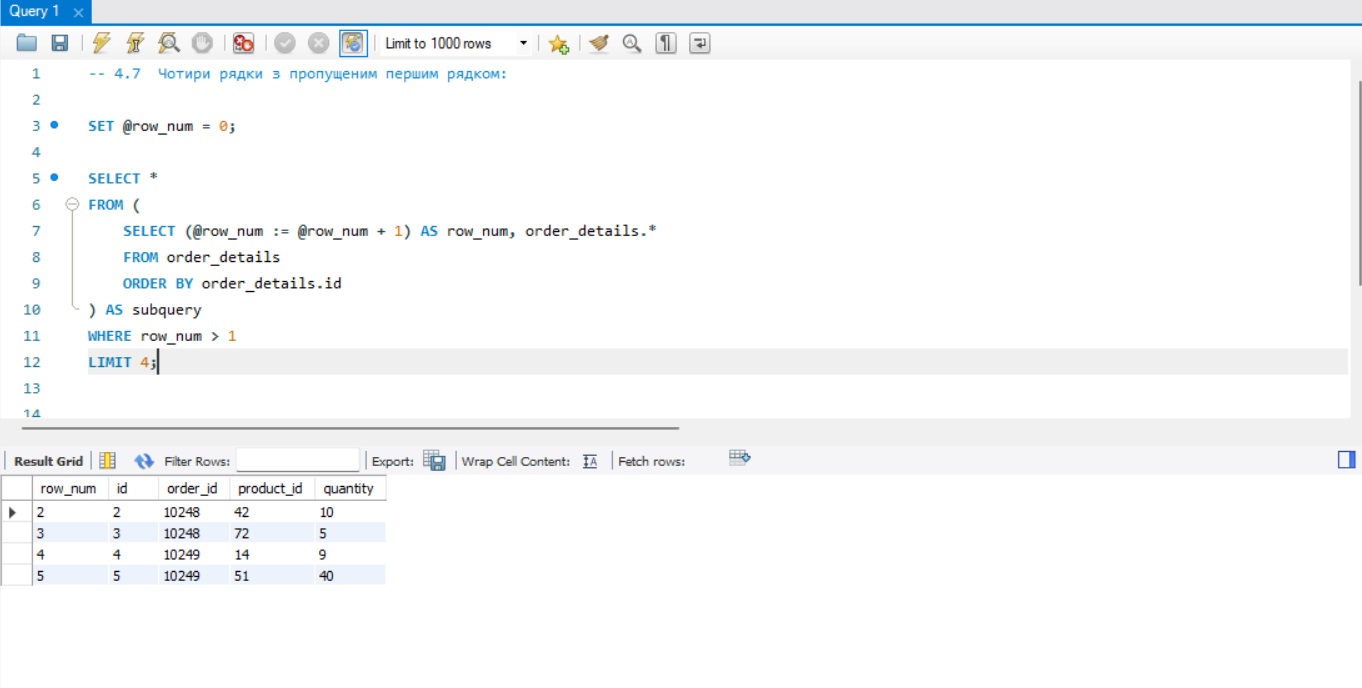 Query 1
Limit to 1000 rows
1 -- 4.7 Чотири рядки з пропущеним першим рядком:
2
3 SET @row_num = 0;
4
5 SELECT *
6 FROM (
7 SELECT (@row_num := @row_num + 1) AS row_num, order_details.*
8 FROM order_details
9 ORDER BY order_details.id
10 ) AS subquery
11 WHERE row_num > 1
12 LIMIT 4;
13
14
Result Grid Filter Rows: Export: Wrap Cell Content: Fetch rows:
row_num id order_id product_id quantity
2 2 10248 42 10
3 3 10248 72 5
4 4 10249 14 9
5 5 10249 51 40